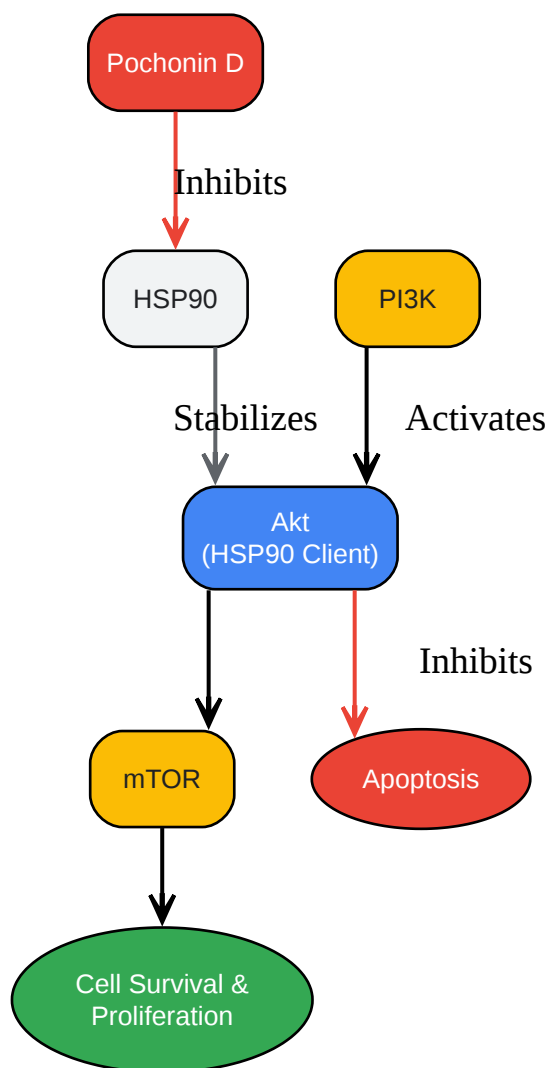 Pochonin D
Inhibits
HSP90
PI3K
Stabilizes
Activates
Akt
(HSP90 Client)
Inhibits
mTOR
Apoptosis
Cell Survival &
Proliferation